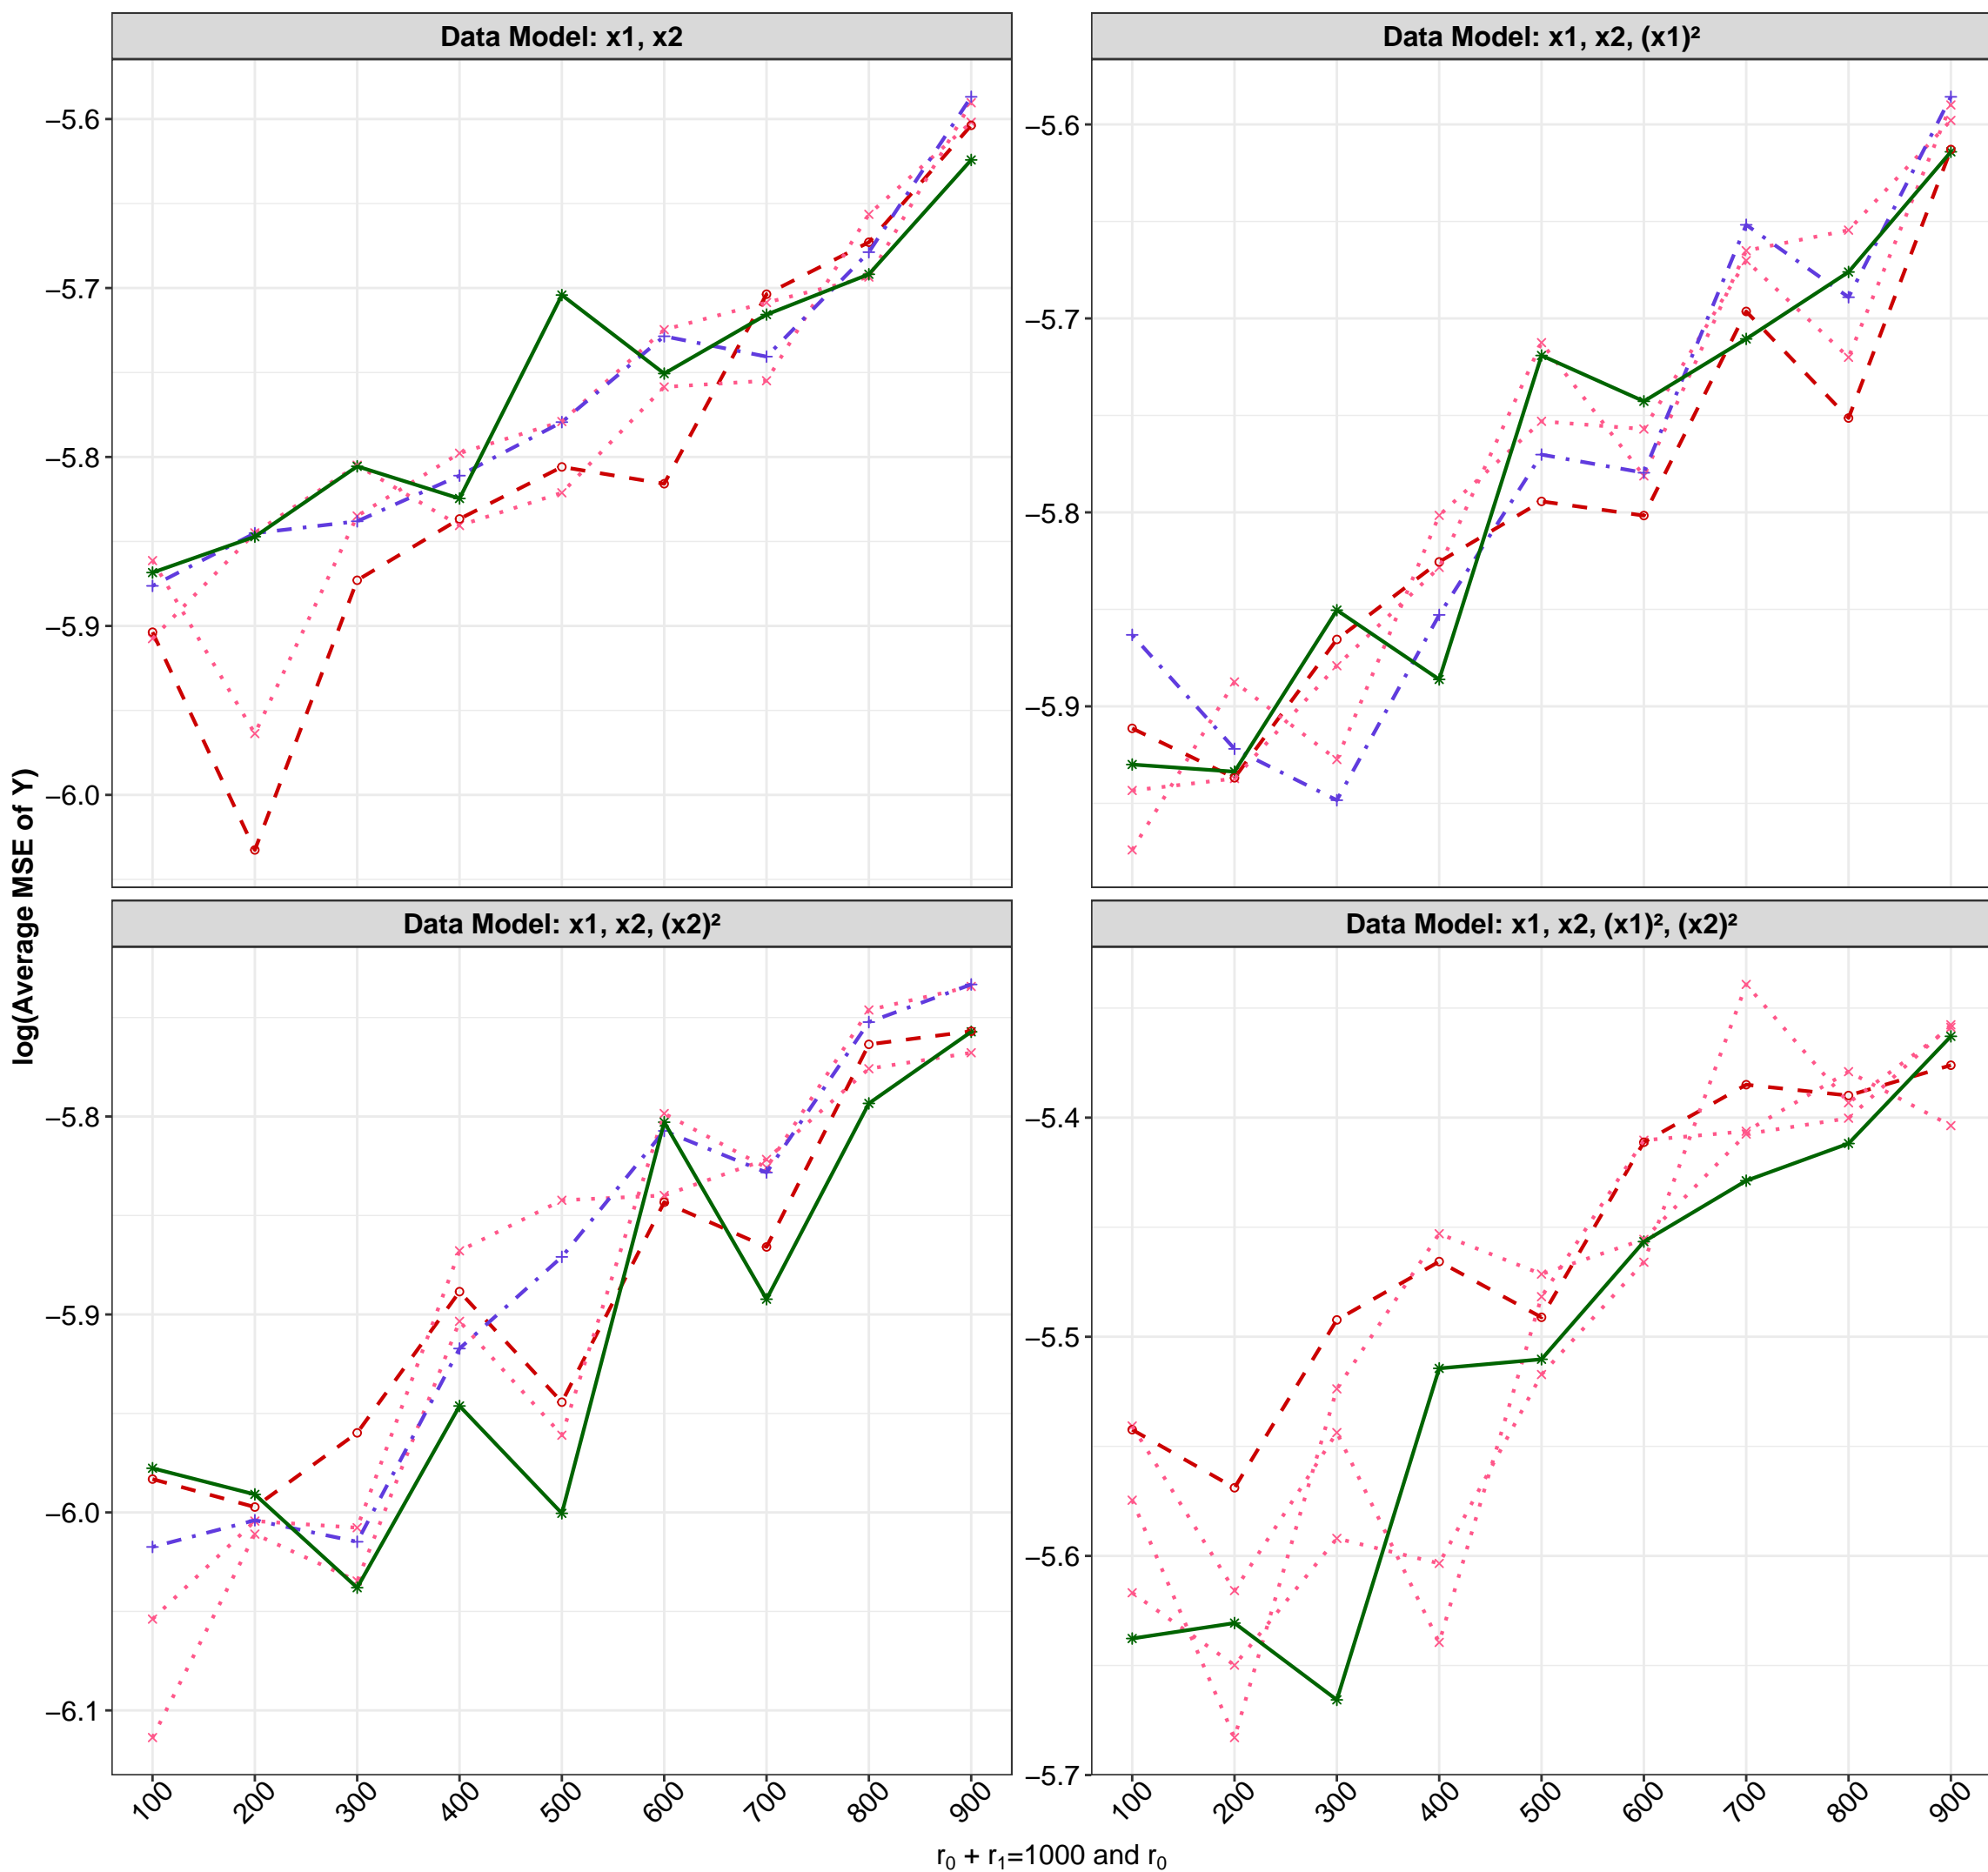 Data Model: x1, x2
Data Model: x1, x2, (x1)²
−5.6
−5.7
−5.8
−5.9
−6.0
−5.6
−5.7
−5.8
−5.9
log(Average MSE of Y)
Data Model: x1, x2, (x2)²
Data Model: x1, x2, (x1)², (x2)²
−5.8
−5.9
−6.0
−6.1
−5.4
−5.5
−5.6
−5.7
100 200 300 400 500 600 700 800 900
100 200 300 400 500 600 700 800 900
r₀ + r₁=1000 and r₀